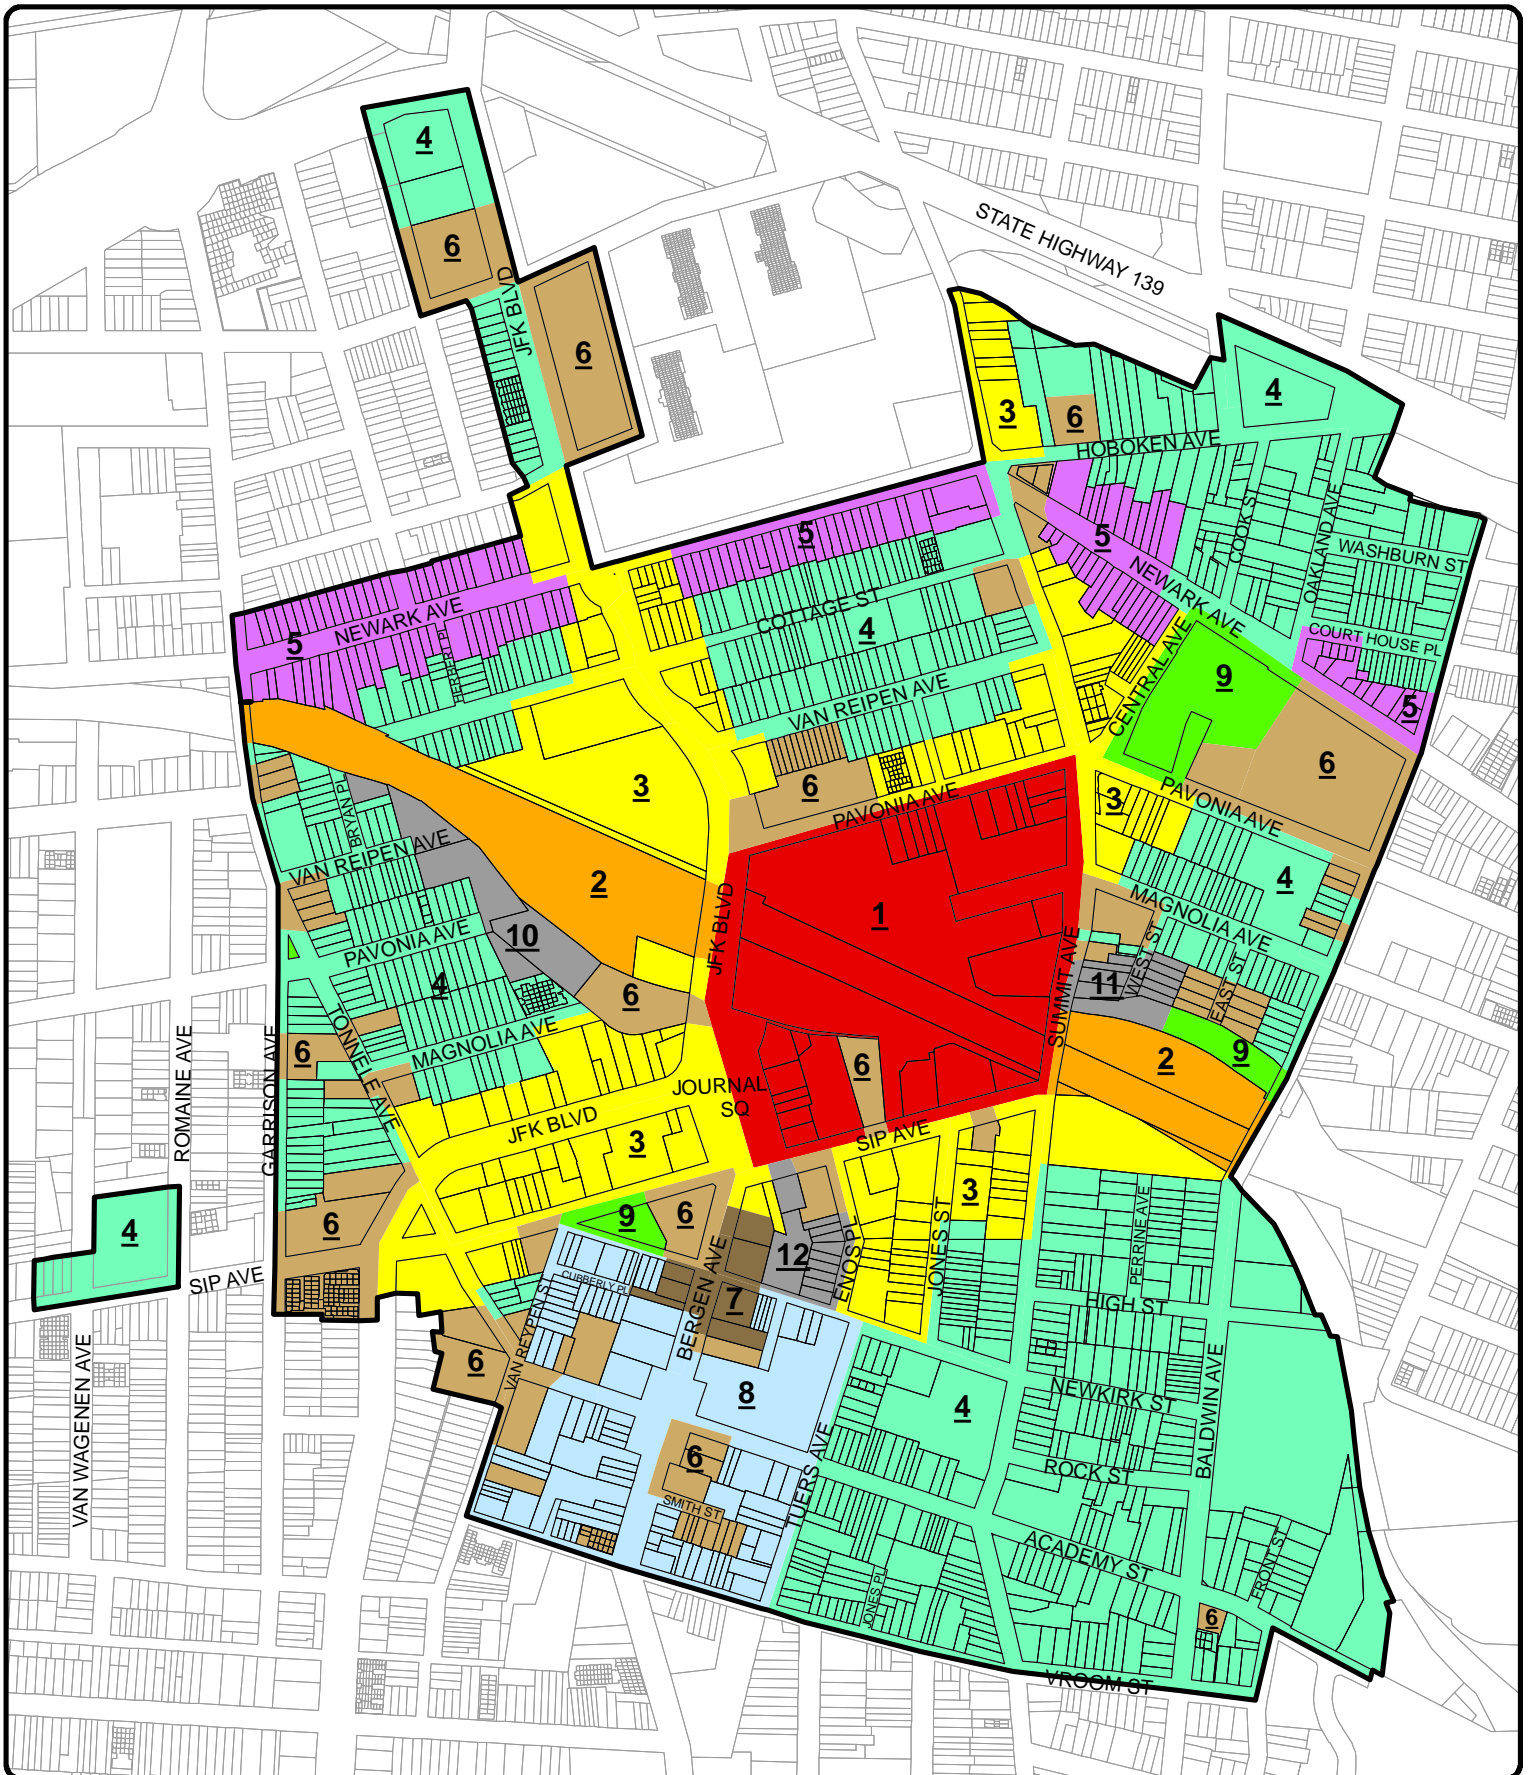 4
6
JFK BLVD
6
STATE HIGHWAY 139
3
6
4
HOBOKEN AVE
5
5
COOK S
OAKLAND AVE
WASHBURN ST
NEWARK AVE
5
NEWARK AVE
HERBERT PL
COTTAGE ST
4
COURT HOUSE PL
5
CENTRAL AVE
9
VAN REIPEN AVE
3
6
PAVONIA AVE
3
6
PAVONIA AVE
BRYAN PL
VAN REIPEN AVE
2
4
MAGNOLIA AVE
JFK BLVD
1
10
PAVONIA AVE
4
6
SUMMIT AVE
11
WEST ST
EAST ST
TONNELE AVE
MAGNOLIA AVE
6
ROMAINE AVE
GARRISON AVE
2
9
6
JOURNAL
SQ
JFK BLVD
3
SIP AVE
3
4
6
9
6
12
ENOS PL
JONES ST
PERRINE AVE
SIP AVE
CUBBERLY PL
BERGEN AVE
7
HIGH ST
VAN REYPEN S
6
8
4
NEWKIRK ST
BALDWIN AVE
VAN WAGENEN AVE
6
SMITH ST
TUERS AVE
ROCK ST
ACADEMY ST
FRONT ST
JONES PL
6
VROOM ST